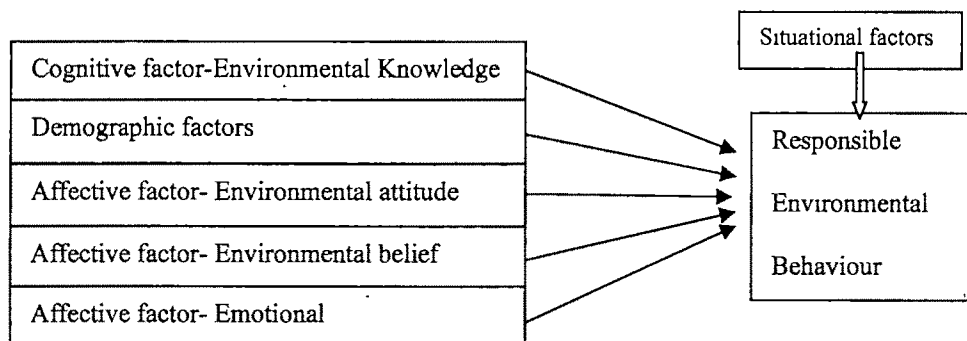 Cognitive factor-Environmental Knowledge
Demographic factors
Affective factor- Environmental attitude
Affective factor- Environmental belief
Affective factor- Emotional
Situational factors
Responsible
Environmental
Behaviour